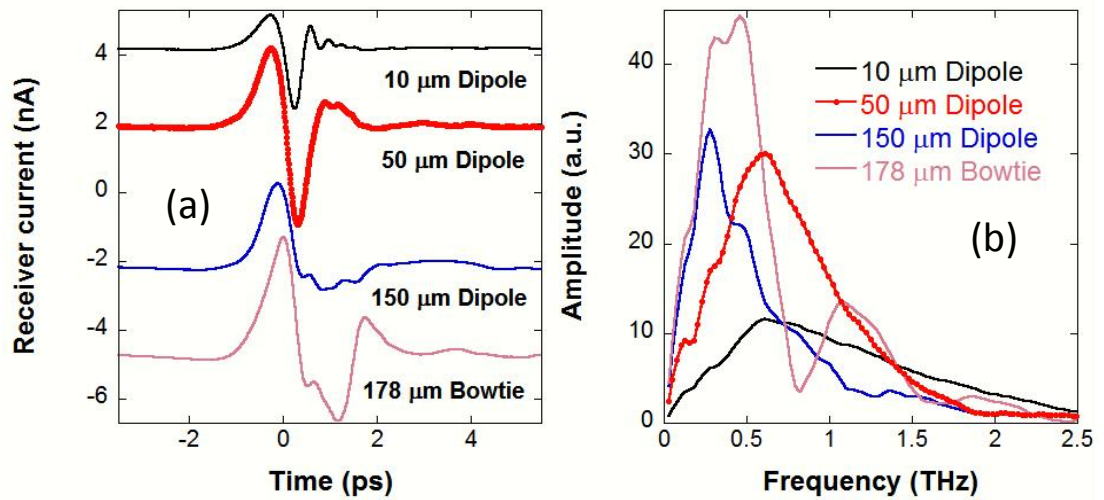 Receiver current (nA)
4
2
0
-2
-4
-6
(a)
10 μm Dipole
50 μm Dipole
150 μm Dipole
178 μm Bowtie
-2
0
2
4
Time (ps)
Amplitude (a.u.)
40
30
20
10
0
10 μm Dipole
50 μm Dipole
150 μm Dipole
178 μm Bowtie
(b)
0
0.5
1
1.5
2
2.5
Frequency (THz)